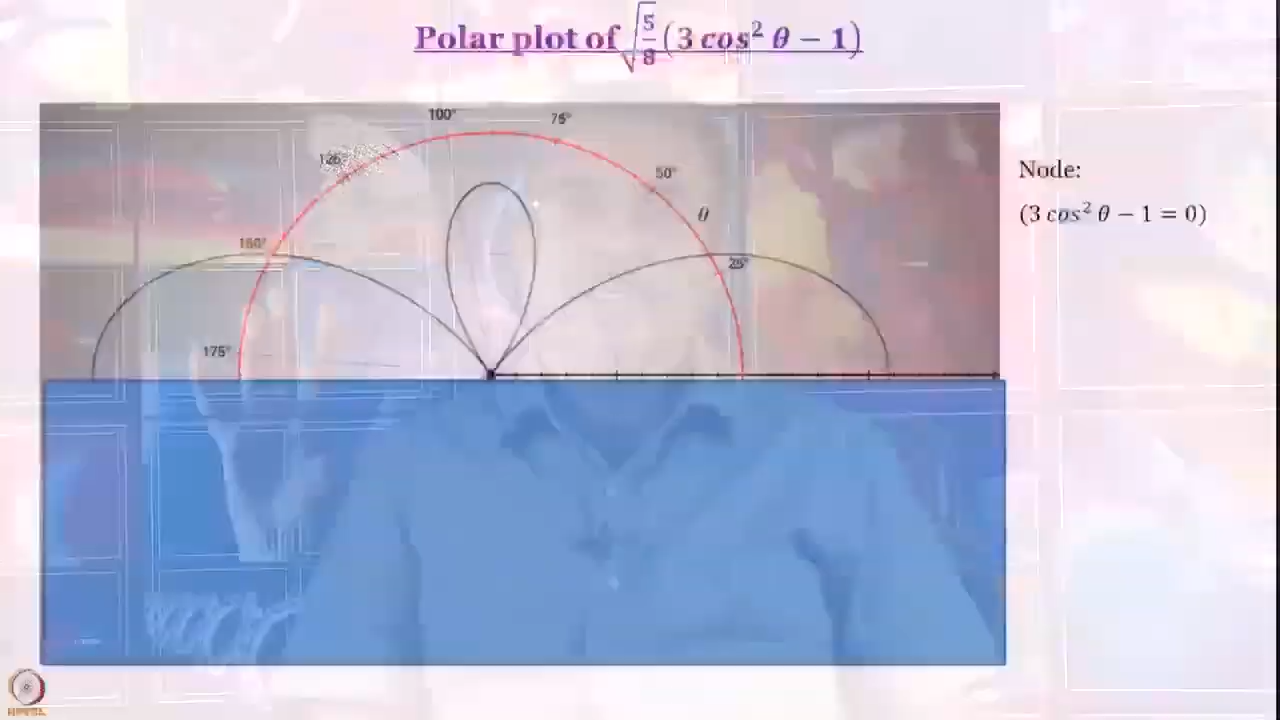 Polar plot of √5/8 (3 cos² θ − 1)
100°
75°
125°
50°
Node:
θ
(3 cos² θ − 1 = 0)
150°
25°
175°
NPTEL